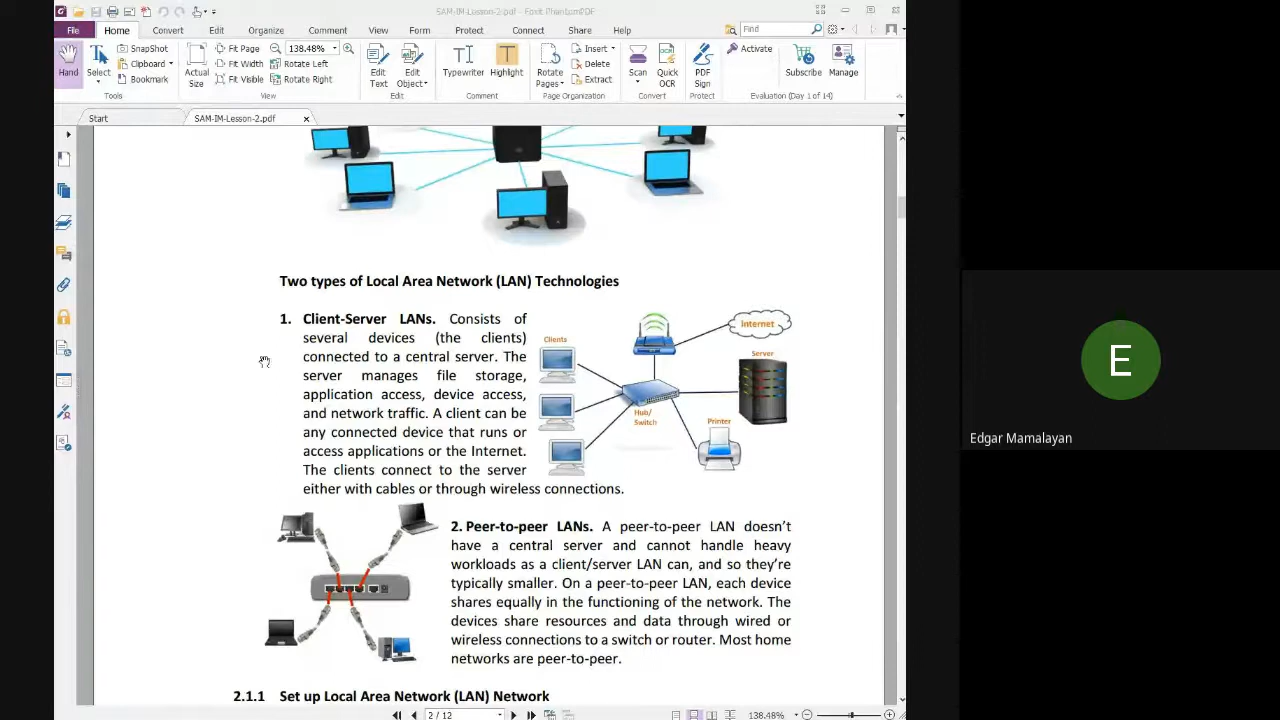 SAM-IM-Lesson-2.pdf - Foxit PhantomPDF
File Home Convert Edit Organize Comment View Form Protect Connect Share Help Find
Hand
Select
SnapShot
Clipboard
Bookmark
Tools
Actual Size
Fit Page
Fit Width
Fit Visible
138.48%
Rotate Left
Rotate Right
View
Edit Text
Edit Object
Edit
Typewriter
Highlight
Comment
Rotate Pages
Insert
Delete
Extract
Page Organization
Scan
Quick OCR
Convert
PDF Sign
Protect
Activate
Subscribe
Manage
Evaluation (Day 1 of 14)
Start
SAM-IM-Lesson-2.pdf
Two types of Local Area Network (LAN) Technologies
1. Client-Server LANs. Consists of
several devices (the clients)
connected to a central server. The
server manages file storage,
application access, device access,
and network traffic. A client can be
any connected device that runs or
access applications or the Internet.
The clients connect to the server
either with cables or through wireless connections.
Clients
Internet
Server
Hub/
Switch
Printer
2. Peer-to-peer LANs. A peer-to-peer LAN doesn't
have a central server and cannot handle heavy
workloads as a client/server LAN can, and so they're
typically smaller. On a peer-to-peer LAN, each device
shares equally in the functioning of the network. The
devices share resources and data through wired or
wireless connections to a switch or router. Most home
networks are peer-to-peer.
2.1.1 Set up Local Area Network (LAN) Network
2 / 12
138.48%
E
Edgar Mamalayan